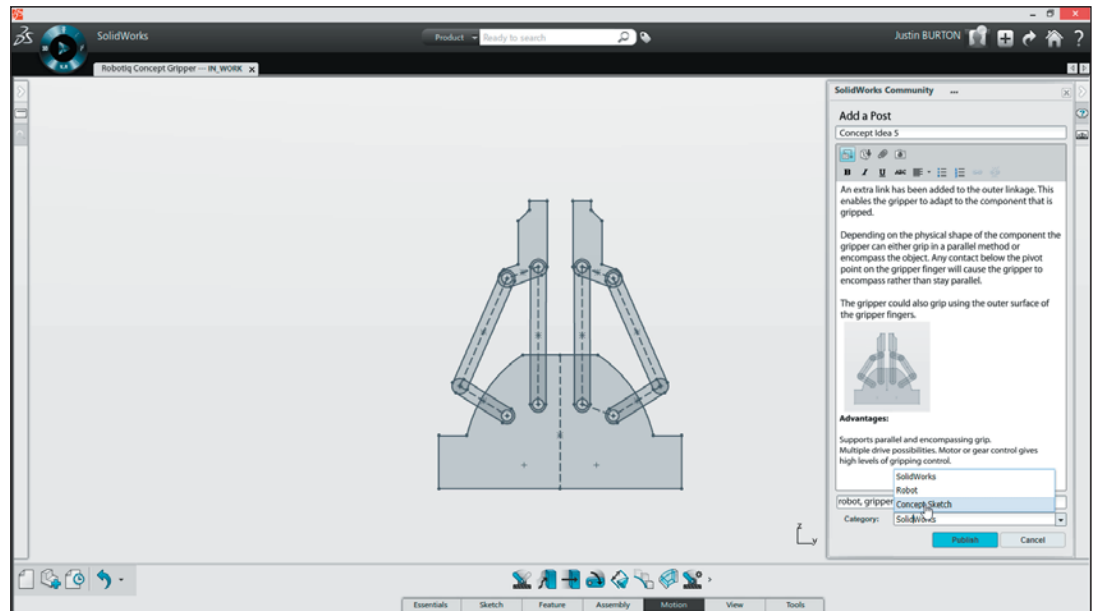 SolidWorks
Product
Ready to search
Justin BURTON
?
Robotiq Concept Gripper --- IN_WORK x
SolidWorks Community ...
Add a Post
Concept Idea 5
B I U ABC
An extra link has been added to the outer linkage. This
enables the gripper to adapt to the component that is
gripped.
Depending on the physical shape of the component the
gripper can either grip in a parallel method or
encompass the object. Any contact below the pivot
point on the gripper finger will cause the gripper to
encompass rather than stay parallel.
The gripper could also grip using the outer surface of
the gripper fingers.
Advantages:
Supports parallel and encompassing grip.
Multiple drive possibilities. Motor or gear control gives
high levels of gripping control.
SolidWorks
Robot
robot, gripper
Concept Sketch
Category:
SolidWorks
Publish
Cancel
z
y
Essentials
Sketch
Feature
Assembly
Motion
View
Tools